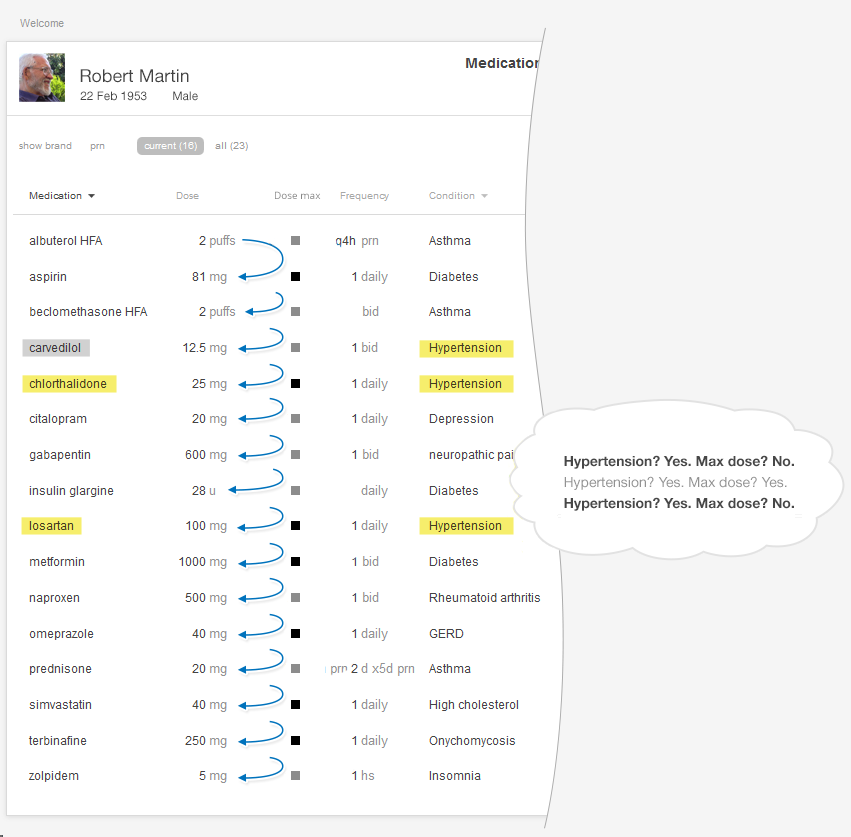 Welcome
Robert Martin
Medication
22 Feb 1953 Male
show brand prn current (16) all (23)
Medication Dose Dose max Frequency Condition
albuterol HFA 2 puffs q4h prn Asthma
aspirin 81 mg 1 daily Diabetes
beclomethasone HFA 2 puffs bid Asthma
carvedilol 12.5 mg 1 bid Hypertension
chlorthalidone 25 mg 1 daily Hypertension
citalopram 20 mg 1 daily Depression
gabapentin 600 mg 1 bid neuropathic pai
insulin glargine 28 u daily Diabetes
losartan 100 mg 1 daily Hypertension
metformin 1000 mg 1 bid Diabetes
naproxen 500 mg 1 bid Rheumatoid arthritis
omeprazole 40 mg 1 daily GERD
prednisone 20 mg prn 2 d x5d prn Asthma
simvastatin 40 mg 1 daily High cholesterol
terbinafine 250 mg 1 daily Onychomycosis
zolpidem 5 mg 1 hs Insomnia
Hypertension? Yes. Max dose? No.
Hypertension? Yes. Max dose? Yes.
Hypertension? Yes. Max dose? No.